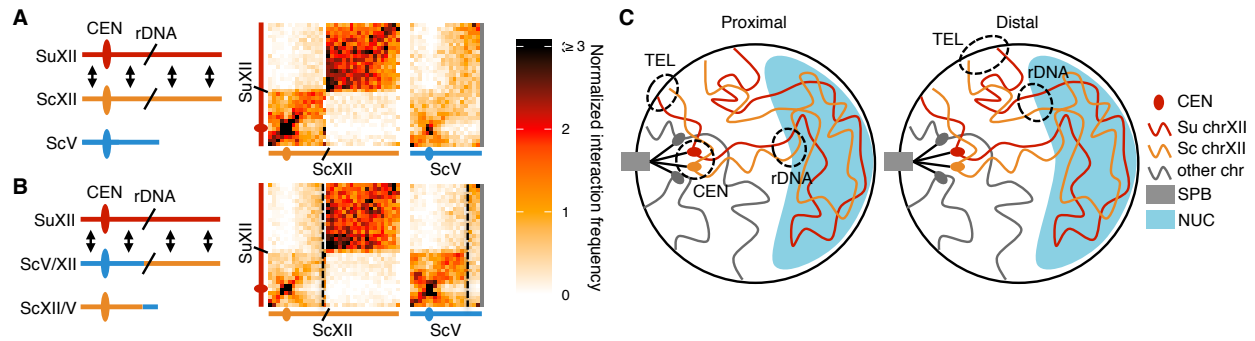 A
CEN
rDNA
SuXII
ScXII
ScV
SuXII
ScXII
ScV
B
CEN
rDNA
SuXII
ScV/XII
ScXII/V
SuXII
ScXII
ScV
≥ 3
2
1
0
Normalized interaction frequency
C
Proximal
TEL
CEN
rDNA
Distal
TEL
rDNA
CEN
Su chrXII
Sc chrXII
other chr
SPB
NUC